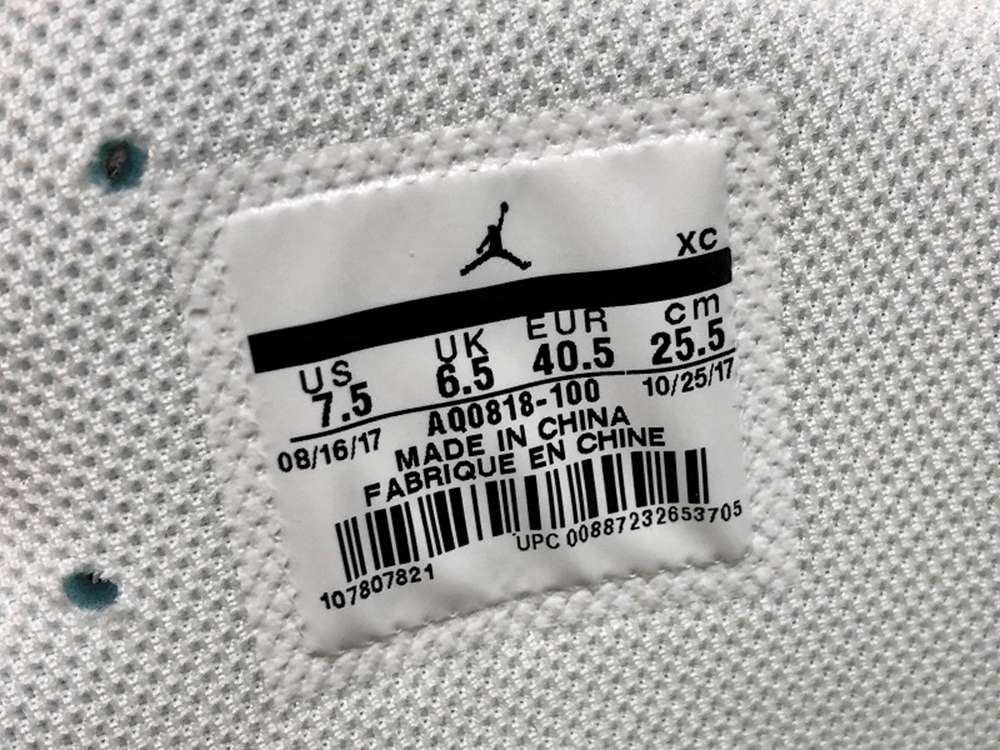 XC
US UK EUR cm
7.5 6.5 40.5 25.5
08/16/17 AQ0818-100 10/25/17
MADE IN CHINA
FABRIQUE EN CHINE
UPC 00887232653705
107807821